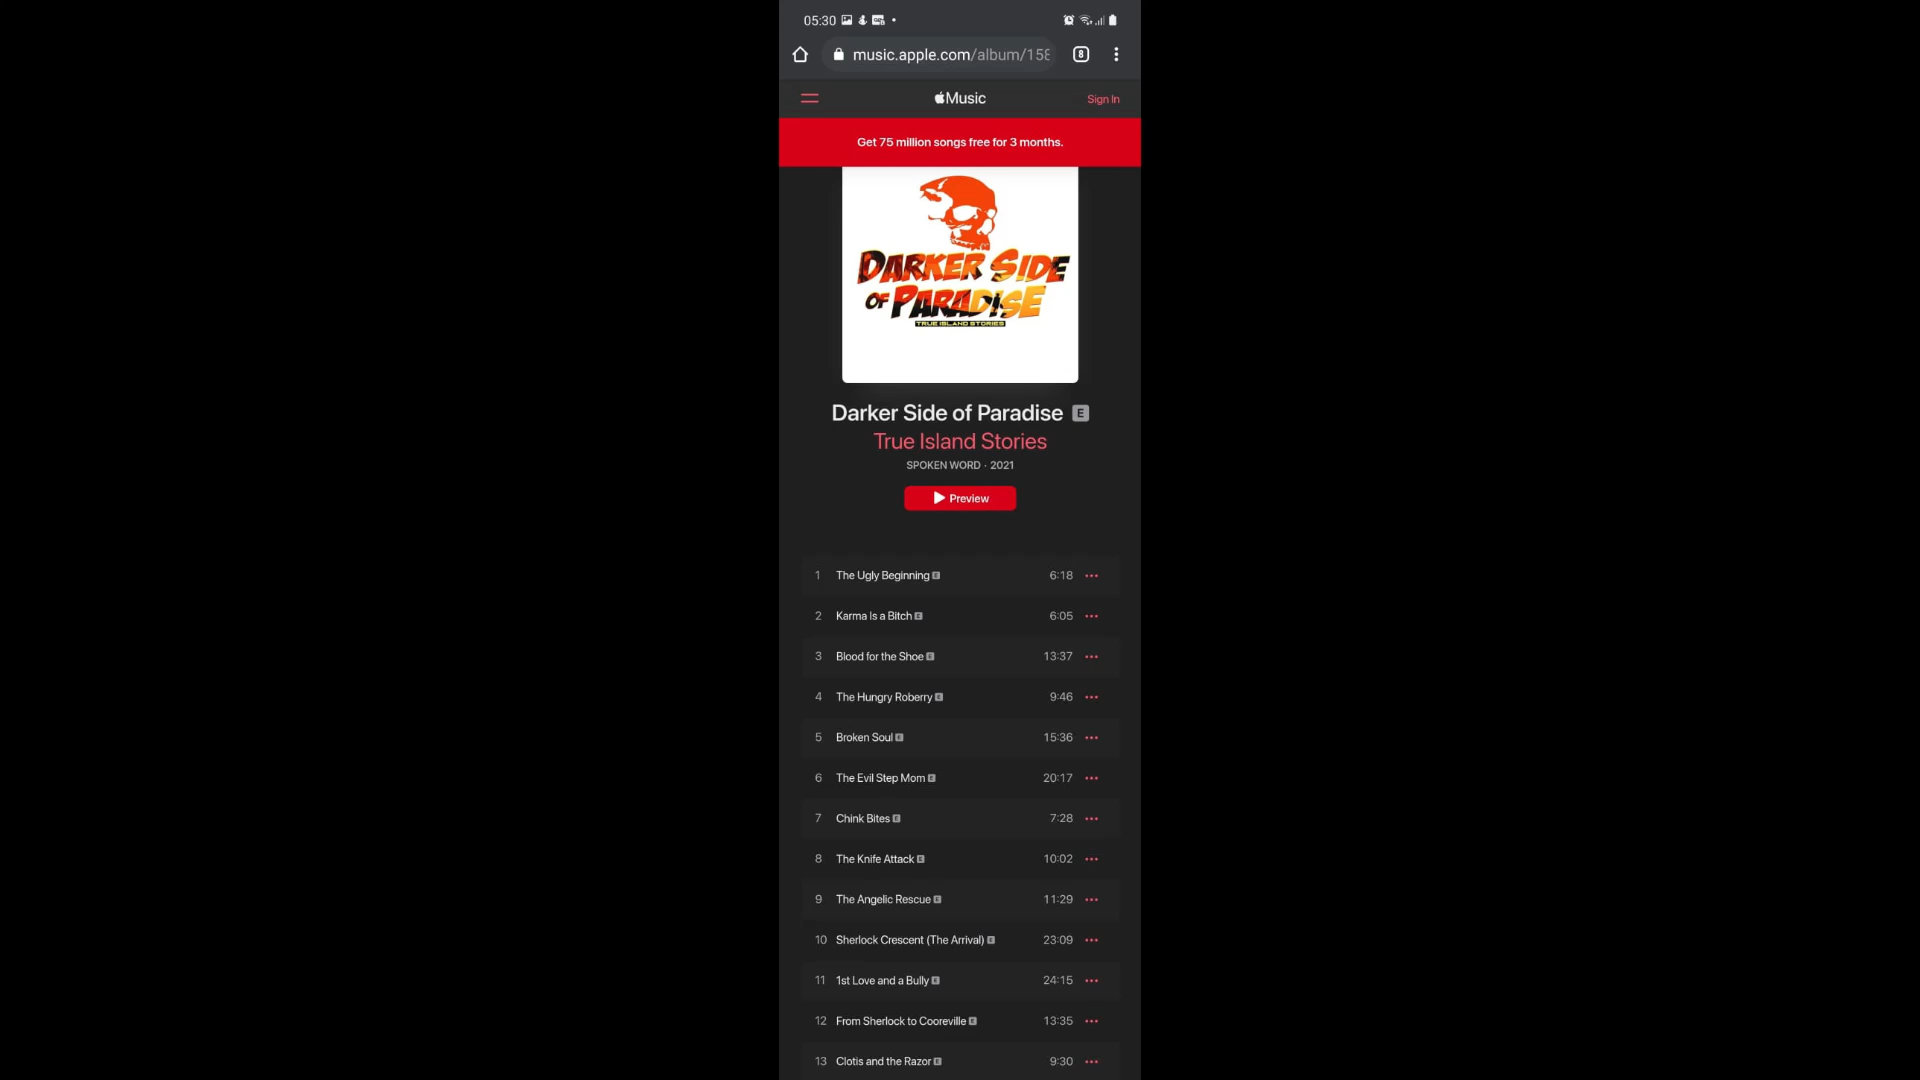 05:30
music.apple.com/album/158
8
Music
Sign In
Get 75 million songs free for 3 months.
DARKER SIDE
OF PARADISE
TRUE ISLAND STORIES
Darker Side of Paradise E
True Island Stories
SPOKEN WORD · 2021
Preview
1 The Ugly Beginning E 6:18
2 Karma Is a Bitch E 6:05
3 Blood for the Shoe E 13:37
4 The Hungry Roberry E 9:46
5 Broken Soul E 15:36
6 The Evil Step Mom E 20:17
7 Chink Bites E 7:28
8 The Knife Attack E 10:02
9 The Angelic Rescue E 11:29
10 Sherlock Crescent (The Arrival) E 23:09
11 1st Love and a Bully E 24:15
12 From Sherlock to Cooreville E 13:35
13 Clotis and the Razor E 9:30